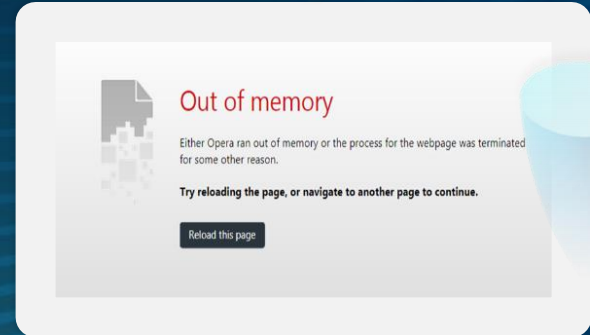 Out of memory
Either Opera ran out of memory or the process for the webpage was terminated
for some other reason.
Try reloading the page, or navigate to another page to continue.
Reload this page